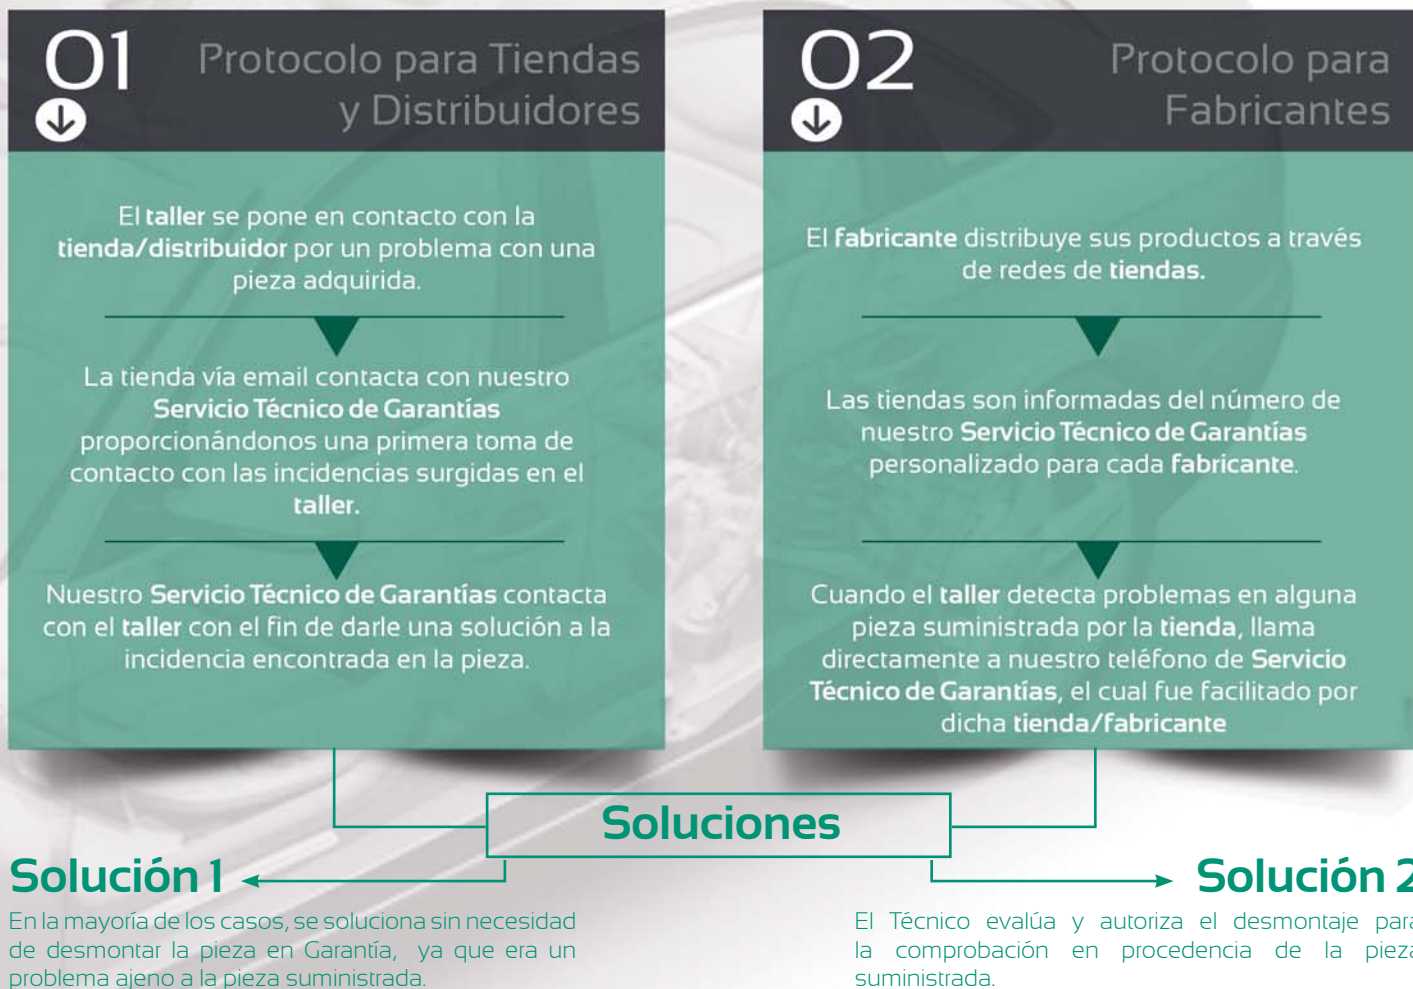 01
Protocolo para Tiendas
y Distribuidores
El taller se pone en contacto con la
tienda/distribuidor por un problema con una
pieza adquirida.
La tienda vía email contacta con nuestro
Servicio Técnico de Garantías
proporcionándonos una primera toma de
contacto con las incidencias surgidas en el
taller.
Nuestro Servicio Técnico de Garantías contacta
con el taller con el fin de darle una solución a la
incidencia encontrada en la pieza.
02
Protocolo para
Fabricantes
El fabricante distribuye sus productos a través
de redes de tiendas.
Las tiendas son informadas del número de
nuestro Servicio Técnico de Garantías
personalizado para cada fabricante.
Cuando el taller detecta problemas en alguna
pieza suministrada por la tienda, llama
directamente a nuestro teléfono de Servicio
Técnico de Garantías, el cual fue facilitado por
dicha tienda/fabricante
Soluciones
Solución 1
En la mayoría de los casos, se soluciona sin necesidad
de desmontar la pieza en Garantía, ya que era un
problema ajeno a la pieza suministrada.
Solución 2
El Técnico evalúa y autoriza el desmontaje para
la comprobación en procedencia de la pieza
suministrada.